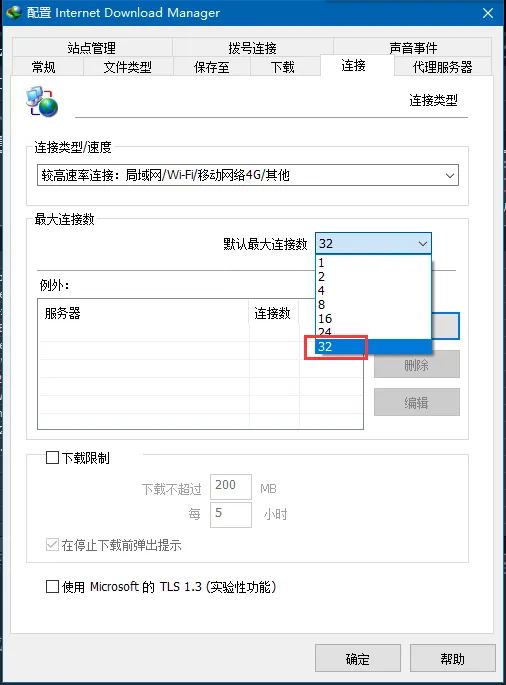 配置 Internet Download Manager
站点管理 拨号连接 声音事件
常规 文件类型 保存至 下载 连接 代理服务器
连接类型
连接类型/速度
较高速率连接：局域网/Wi-Fi/移动网络4G/其他
最大连接数
默认最大连接数 32
1
2
4
8
16
24
32
例外：
服务器 连接数
删除
编辑
下载限制
下载不超过 200 MB
每 5 小时
在停止下载前弹出提示
使用 Microsoft 的 TLS 1.3 (实验性功能)
确定 帮助